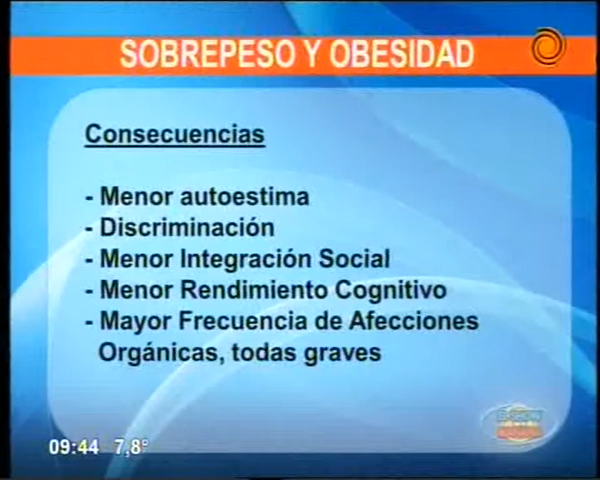 SOBREPESO Y OBESIDAD
Consecuencias
- Menor autoestima
- Discriminación
- Menor Integración Social
- Menor Rendimiento Cognitivo
- Mayor Frecuencia de Afecciones
Orgánicas, todas graves
09:44 7,8°